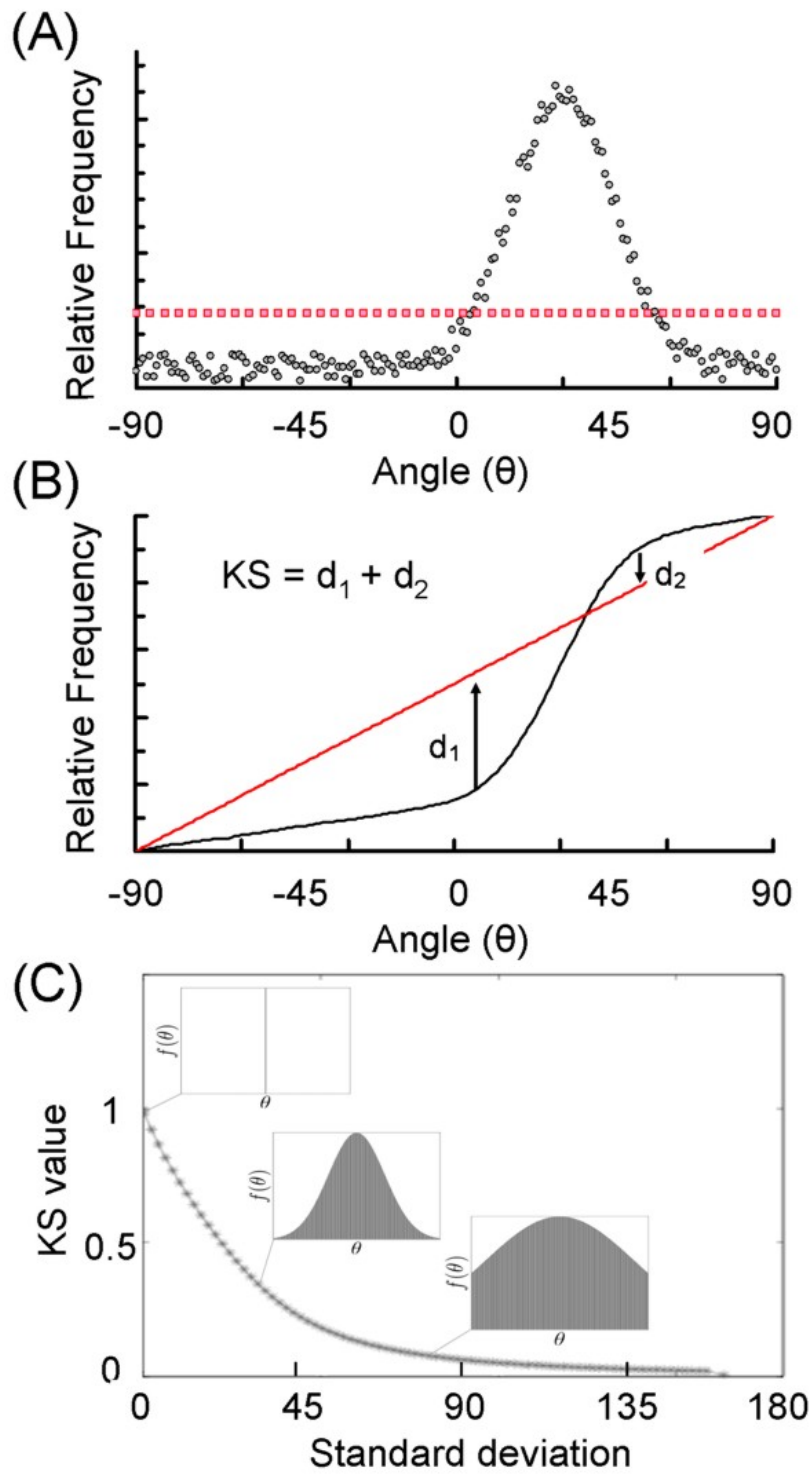 (A)
Relative Frequency
-90 -45 0 45 90
Angle (θ)
(B)
Relative Frequency
KS = d1 + d2
d2
d1
-90 -45 0 45 90
Angle (θ)
(C)
KS value
1
0.5
0
f(θ)
θ
f(θ)
θ
f(θ)
θ
0 45 90 135 180
Standard deviation